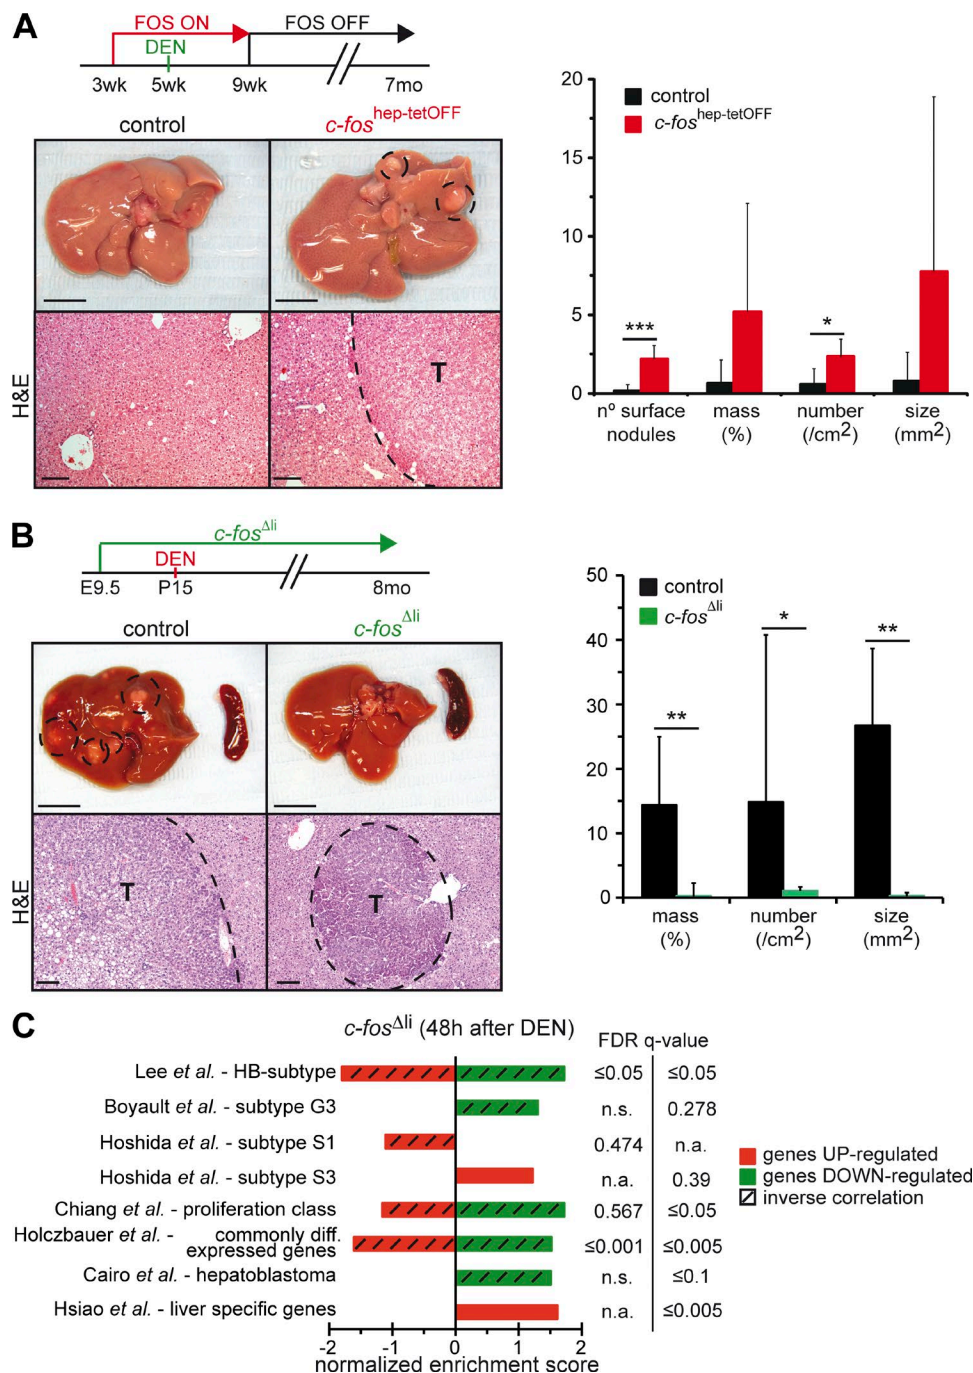 A
FOS ON
FOS OFF
DEN
3wk 5wk 9wk 7mo
control
c-fos hep-tetOFF
H&E
T
20
15
10
5
0
control
c-fos hep-tetOFF
***
*
nº surface nodules
mass (%)
number (/cm2)
size (mm2)
B
c-fos Δli
DEN
E9.5 P15 8mo
control
c-fos Δli
H&E
T
T
50
40
30
20
10
0
control
c-fos Δli
**
*
**
mass (%)
number (/cm2)
size (mm2)
C
c-fos Δli (48h after DEN)
FDR q-value
Lee et al. - HB-subtype ≤0.05 ≤0.05
Boyault et al. - subtype G3 n.s. 0.278
Hoshida et al. - subtype S1 0.474 n.a.
Hoshida et al. - subtype S3 n.a. 0.39
Chiang et al. - proliferation class 0.567 ≤0.05
Holczbauer et al. - commonly diff. expressed genes ≤0.001 ≤0.005
Cairo et al. - hepatoblastoma n.s. ≤0.1
Hsiao et al. - liver specific genes n.a. ≤0.005
genes UP-regulated
genes DOWN-regulated
inverse correlation
-2 -1 0 1 2
normalized enrichment score